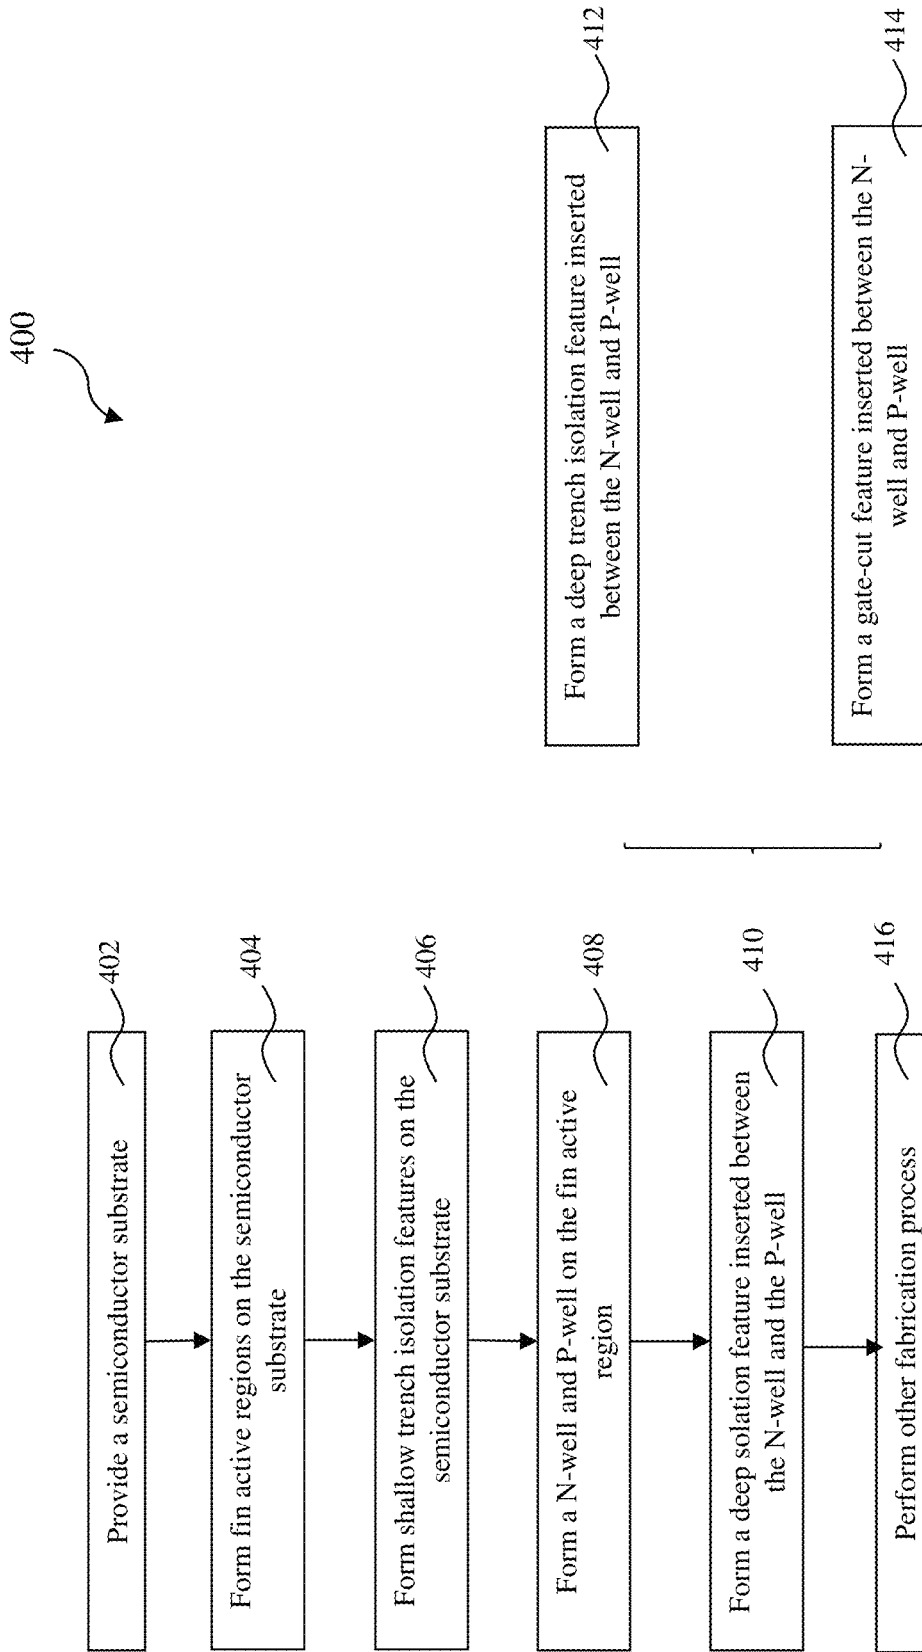 400
Provide a semiconductor substrate
402
Form fin active regions on the semiconductor
substrate
404
Form shallow trench isolation features on the
semiconductor substrate
406
Form a N-well and P-well on the fin active
region
408
Form a deep solation feature inserted between
the N-well and the P-well
410
Form a deep trench isolation feature inserted
between the N-well and P-well
412
Form a gate-cut feature inserted between the N-
well and P-well
414
Perform other fabrication process
416